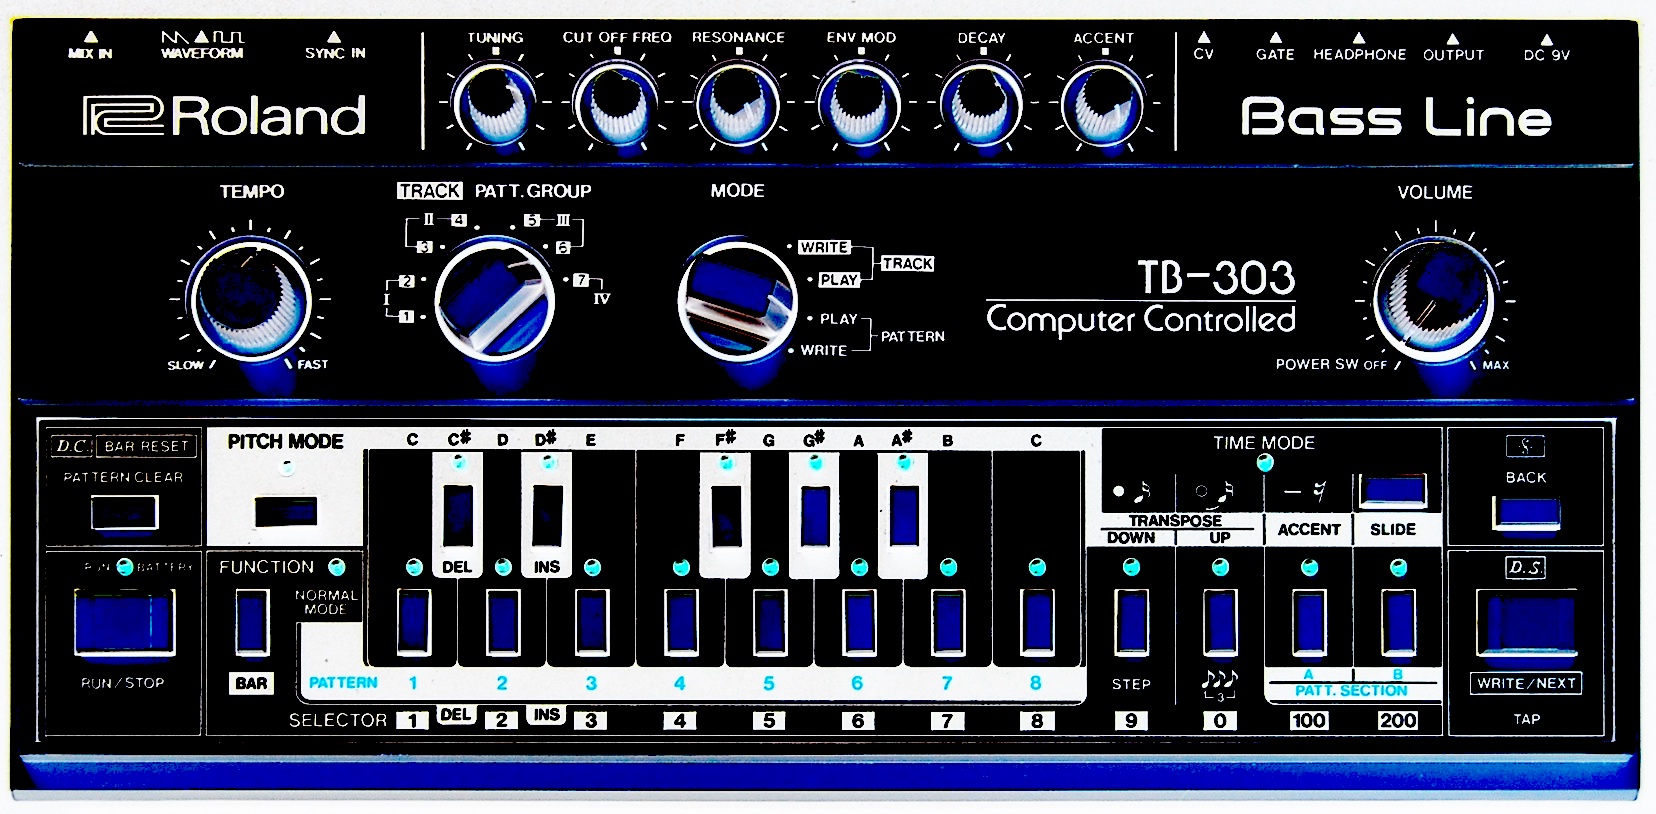 MIX IN WAVEFORM SYNC IN
TUNING CUT OFF FREQ RESONANCE ENV MOD DECAY ACCENT
CV GATE HEADPHONE OUTPUT DC 9V
Roland
Bass Line
TEMPO
SLOW FAST
TRACK PATT. GROUP
II 4 5 III
3 6
2 7
I IV
1
MODE
WRITE
TRACK
PLAY
PLAY
PATTERN
WRITE
TB-303
Computer Controlled
VOLUME
POWER SW OFF MAX
D.C. BAR RESET
PATTERN CLEAR
RUN BATTERY
RUN/STOP
PITCH MODE
C C# D D# E F F# G G# A A# B C
DEL INS
FUNCTION
NORMAL
MODE
BAR
PATTERN 1 2 3 4 5 6 7 8
SELECTOR 1 DEL 2 INS 3 4 5 6 7 8 9 0 100 200
TIME MODE
TRANSPOSE
DOWN UP ACCENT SLIDE
STEP
3
A B
PATT. SECTION
S.
BACK
D.S.
WRITE/NEXT
TAP